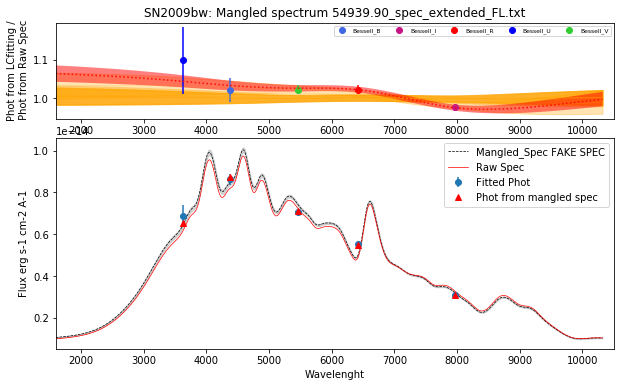 SN2009bw: Mangled spectrum 54939.90_spec_extended_FL.txt
Phot from LCfitting /
Phot from Raw Spec
Bessell_B
Bessell_I
Bessell_R
Bessell_U
Bessell_V
1.1
1.0
2000 3000 4000 5000 6000 7000 8000 9000 10000
1e−14
Flux erg s-1 cm-2 A-1
1.0
0.8
0.6
0.4
0.2
Mangled_Spec FAKE SPEC
Raw Spec
Fitted Phot
Phot from mangled spec
2000 3000 4000 5000 6000 7000 8000 9000 10000
Wavelenght